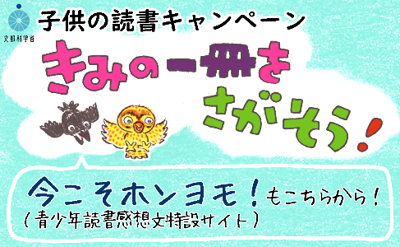 文部科学省
子供の読書キャンペーン
きみの一冊を
さがそう!
今こそホンヨモ!もこちらから!
(青少年読書感想文特設サイト)